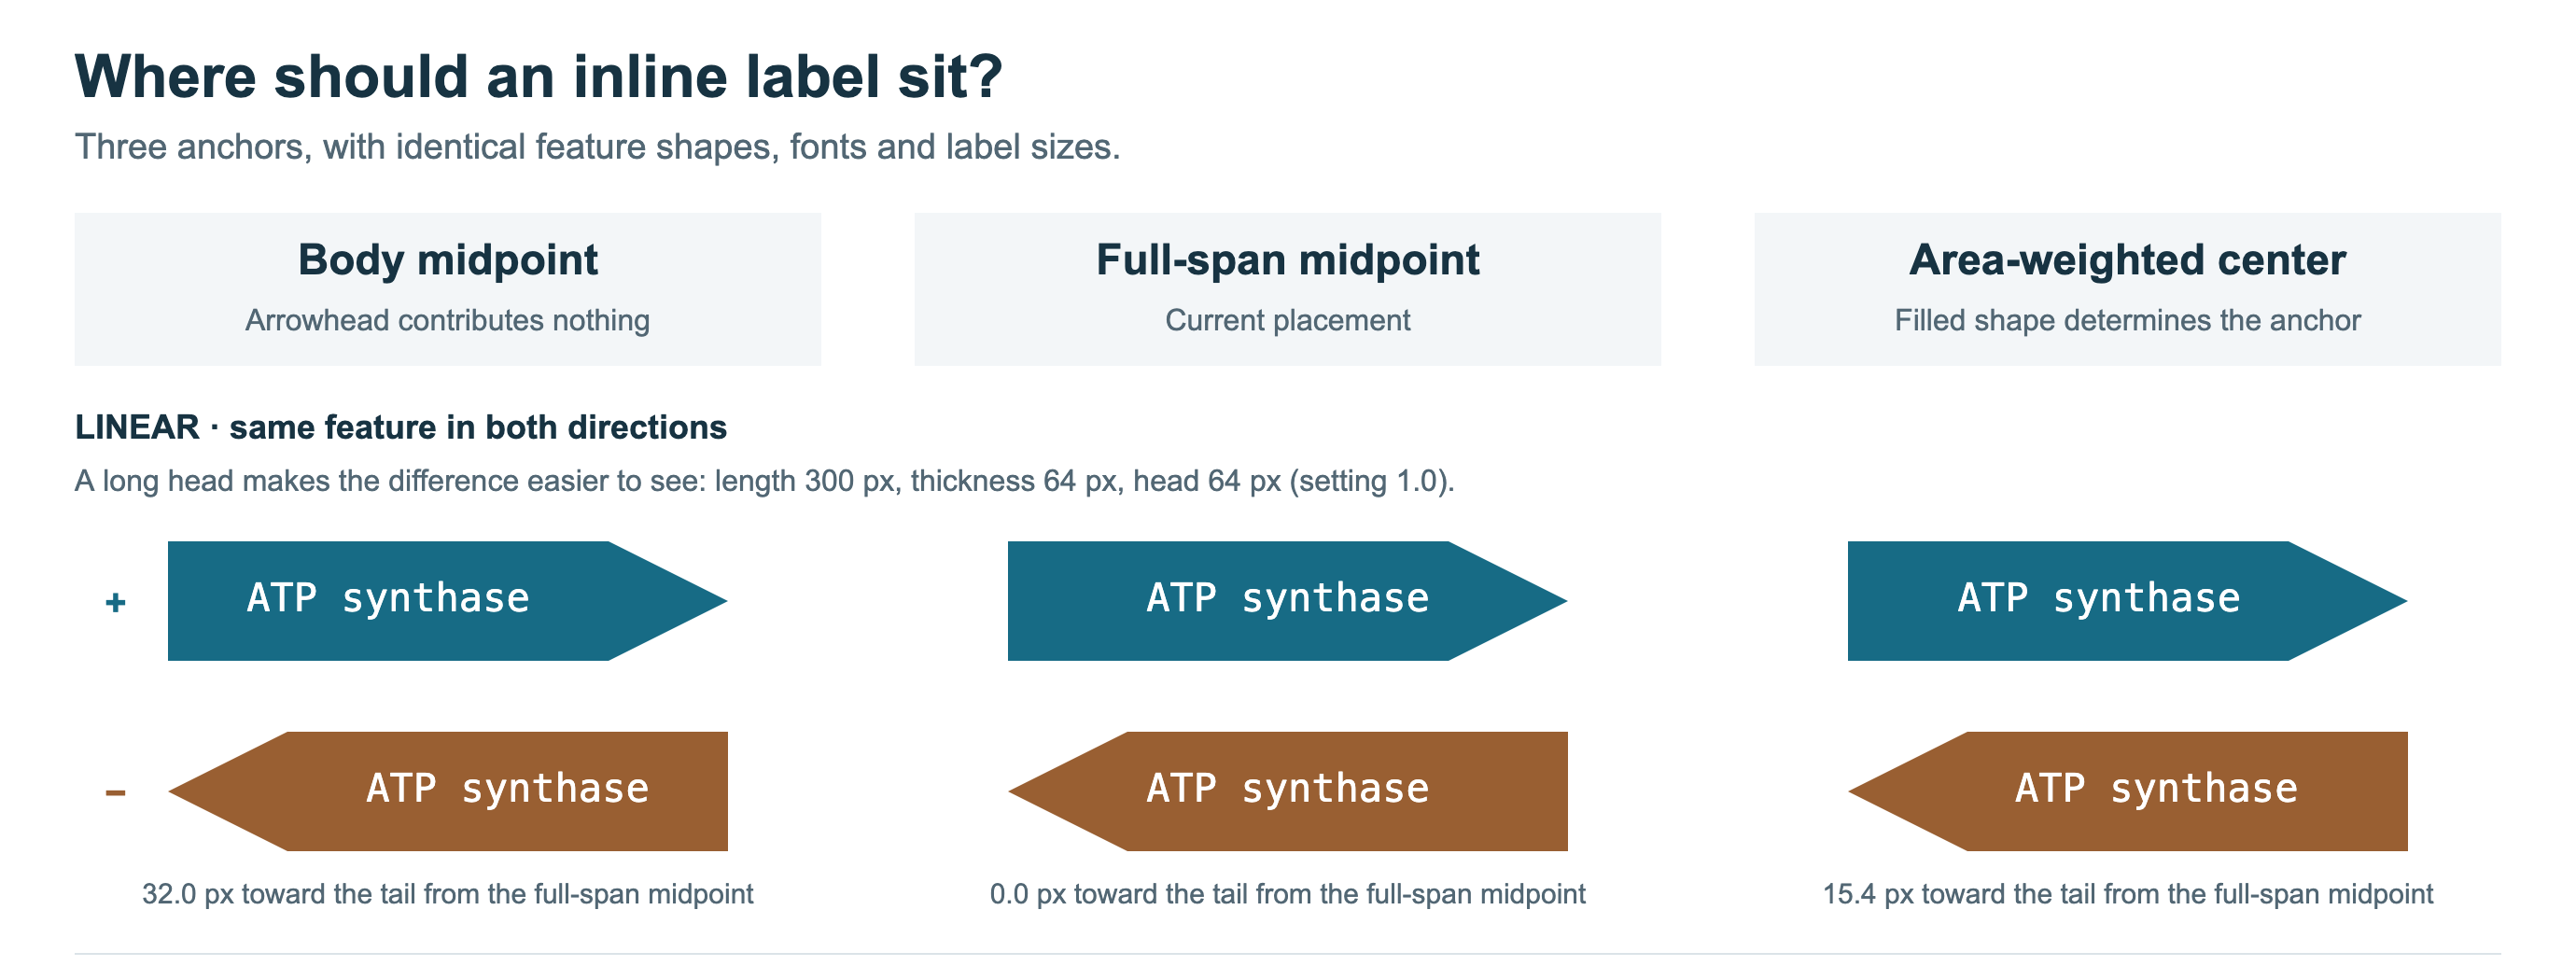 Where should an inline label sit?
Three anchors, with identical feature shapes, fonts and label sizes.
Body midpoint
Arrowhead contributes nothing
Full-span midpoint
Current placement
Area-weighted center
Filled shape determines the anchor
LINEAR · same feature in both directions
A long head makes the difference easier to see: length 300 px, thickness 64 px, head 64 px (setting 1.0).
+ ATP synthase ATP synthase ATP synthase
− ATP synthase ATP synthase ATP synthase
32.0 px toward the tail from the full-span midpoint
0.0 px toward the tail from the full-span midpoint
15.4 px toward the tail from the full-span midpoint